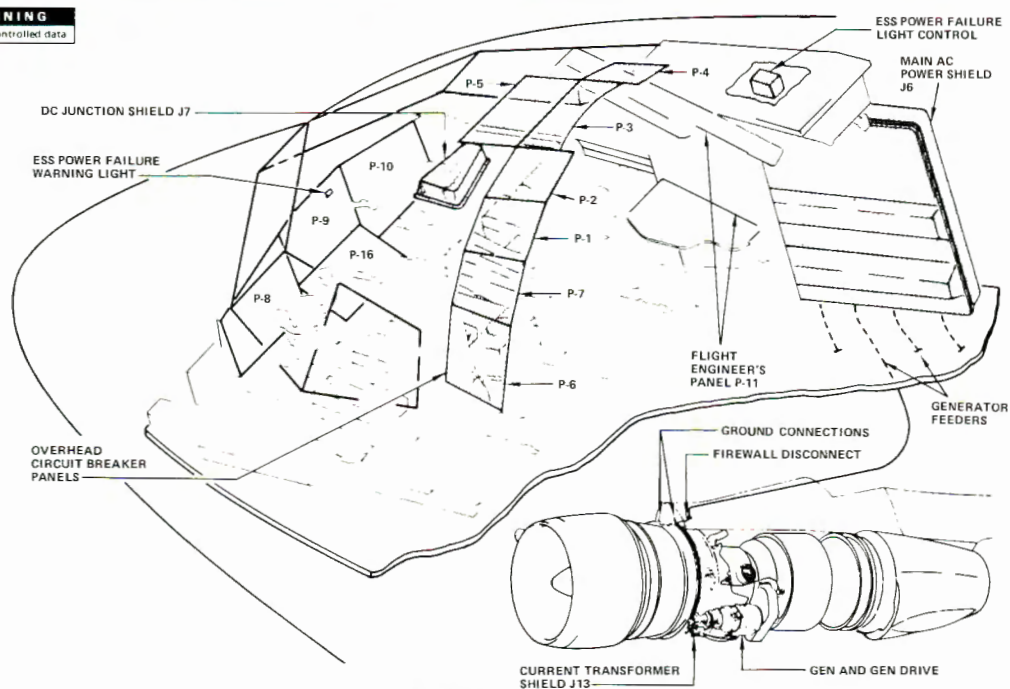 NING
ntrolled data
ESS POWER FAILURE
LIGHT CONTROL
MAIN AC
POWER SHIELD
J6
P-4
P-5
P-3
DC JUNCTION SHIELD J7
ESS POWER FAILURE
WARNING LIGHT
P-10
P-9
P-2
P-16
P-1
P-8
P-7
P-6
FLIGHT
ENGINEER'S
PANEL P-11
GENERATOR
FEEDERS
OVERHEAD
CIRCUIT BREAKER
PANELS
GROUND CONNECTIONS
FIREWALL DISCONNECT
CURRENT TRANSFORMER
SHIELD J13
GEN AND GEN DRIVE